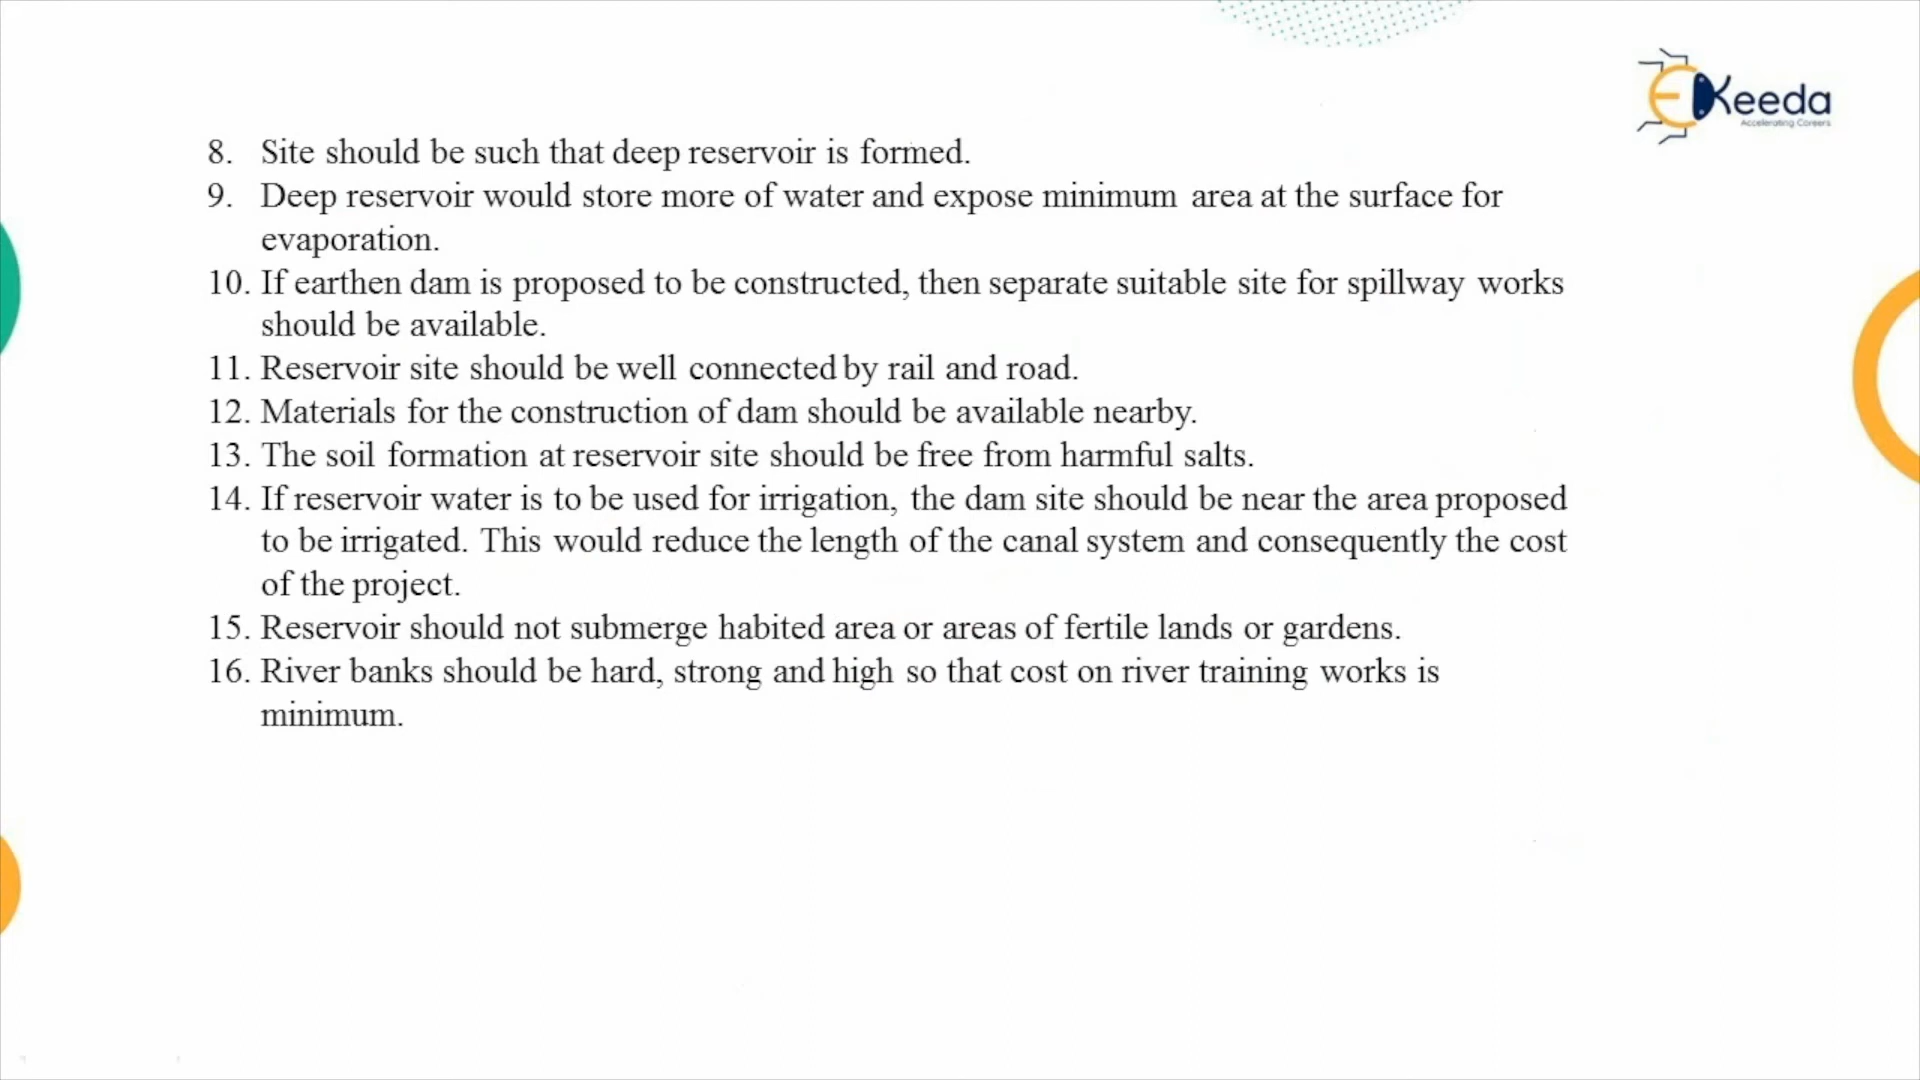 EKeeda
Accelerating Careers
8. Site should be such that deep reservoir is formed.
9. Deep reservoir would store more of water and expose minimum area at the surface for
evaporation.
10. If earthen dam is proposed to be constructed, then separate suitable site for spillway works
should be available.
11. Reservoir site should be well connected by rail and road.
12. Materials for the construction of dam should be available nearby.
13. The soil formation at reservoir site should be free from harmful salts.
14. If reservoir water is to be used for irrigation, the dam site should be near the area proposed
to be irrigated. This would reduce the length of the canal system and consequently the cost
of the project.
15. Reservoir should not submerge habited area or areas of fertile lands or gardens.
16. River banks should be hard, strong and high so that cost on river training works is
minimum.